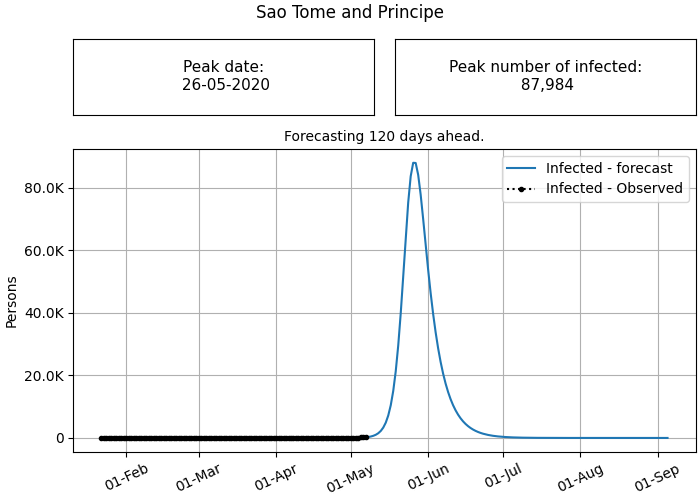 Sao Tome and Principe
Peak date:
26-05-2020
Peak number of infected:
87,984
Forecasting 120 days ahead.
Infected - forecast
Infected - Observed
Persons
80.0K
60.0K
40.0K
20.0K
0
01-Feb
01-Mar
01-Apr
01-May
01-Jun
01-Jul
01-Aug
01-Sep